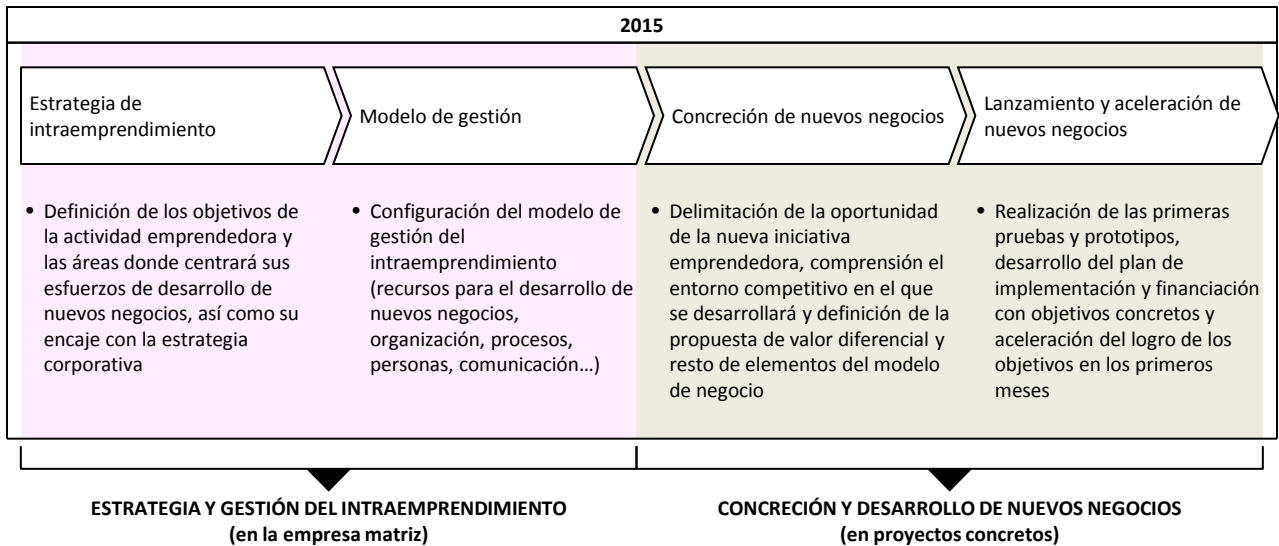 2015
Estrategia de
intraemprendimiento
Modelo de gestión
Concreción de nuevos negocios
Lanzamiento y aceleración de
nuevos negocios
• Definición de los objetivos de
la actividad emprendedora y
las áreas donde centrará sus
esfuerzos de desarrollo de
nuevos negocios, así como su
encaje con la estrategia
corporativa
• Configuración del modelo de
gestión del
intraemprendimiento
(recursos para el desarrollo de
nuevos negocios,
organización, procesos,
personas, comunicación…)
• Delimitación de la oportunidad
de la nueva iniciativa
emprendedora, comprensión el
entorno competitivo en el que
se desarrollará y definición de la
propuesta de valor diferencial y
resto de elementos del modelo
de negocio
• Realización de las primeras
pruebas y prototipos,
desarrollo del plan de
implementación y financiación
con objetivos concretos y
aceleración del logro de los
objetivos en los primeros
meses
ESTRATEGIA Y GESTIÓN DEL INTRAEMPRENDIMIENTO
(en la empresa matriz)
CONCRECIÓN Y DESARROLLO DE NUEVOS NEGOCIOS
(en proyectos concretos)